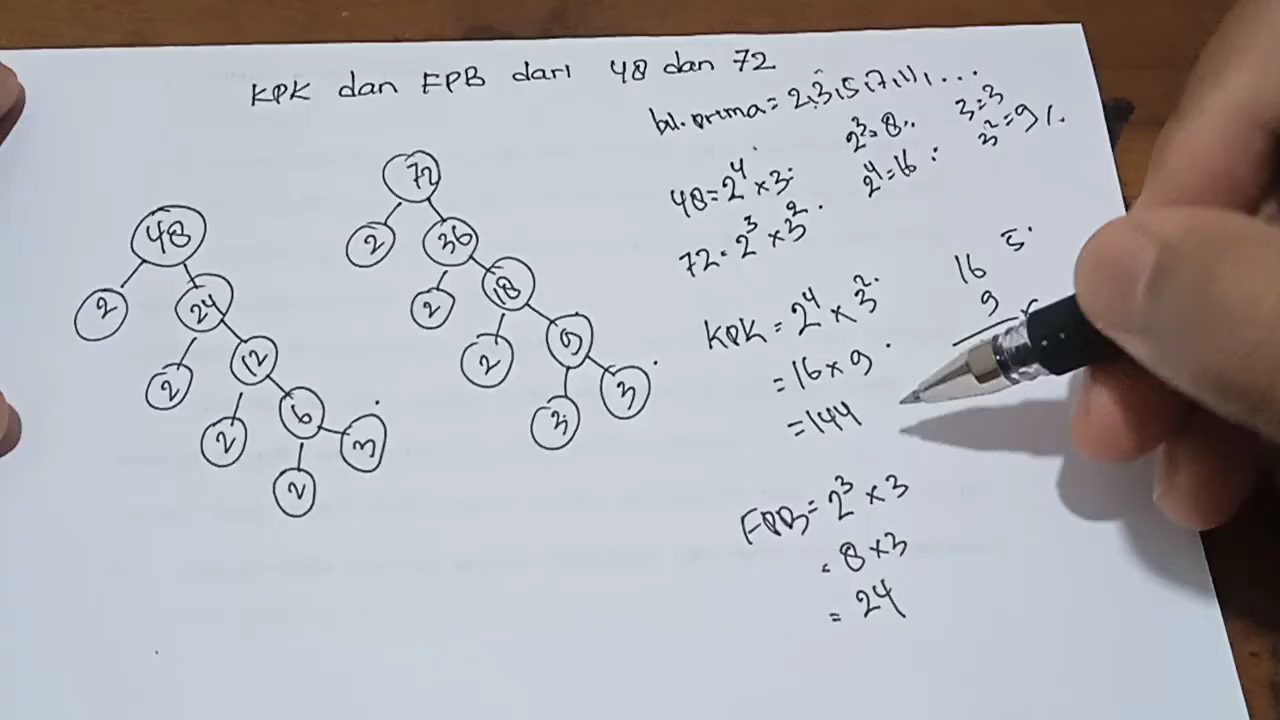 KPK dan FPB dari 48 dan 72
bil. prima = 2, 3, 5, 7, 11, ...
2³ = 8
3 = 3
2⁴ = 16
3² = 9
48 = 2⁴ × 3
72 = 2³ × 3²
72
2 36
2 18
2 9
3 3
48
2 24
2 12
2 6
2 3
KPK = 2⁴ × 3²
= 16 × 9
= 144
5
16
9 ×
FPB = 2³ × 3
= 8 × 3
= 24